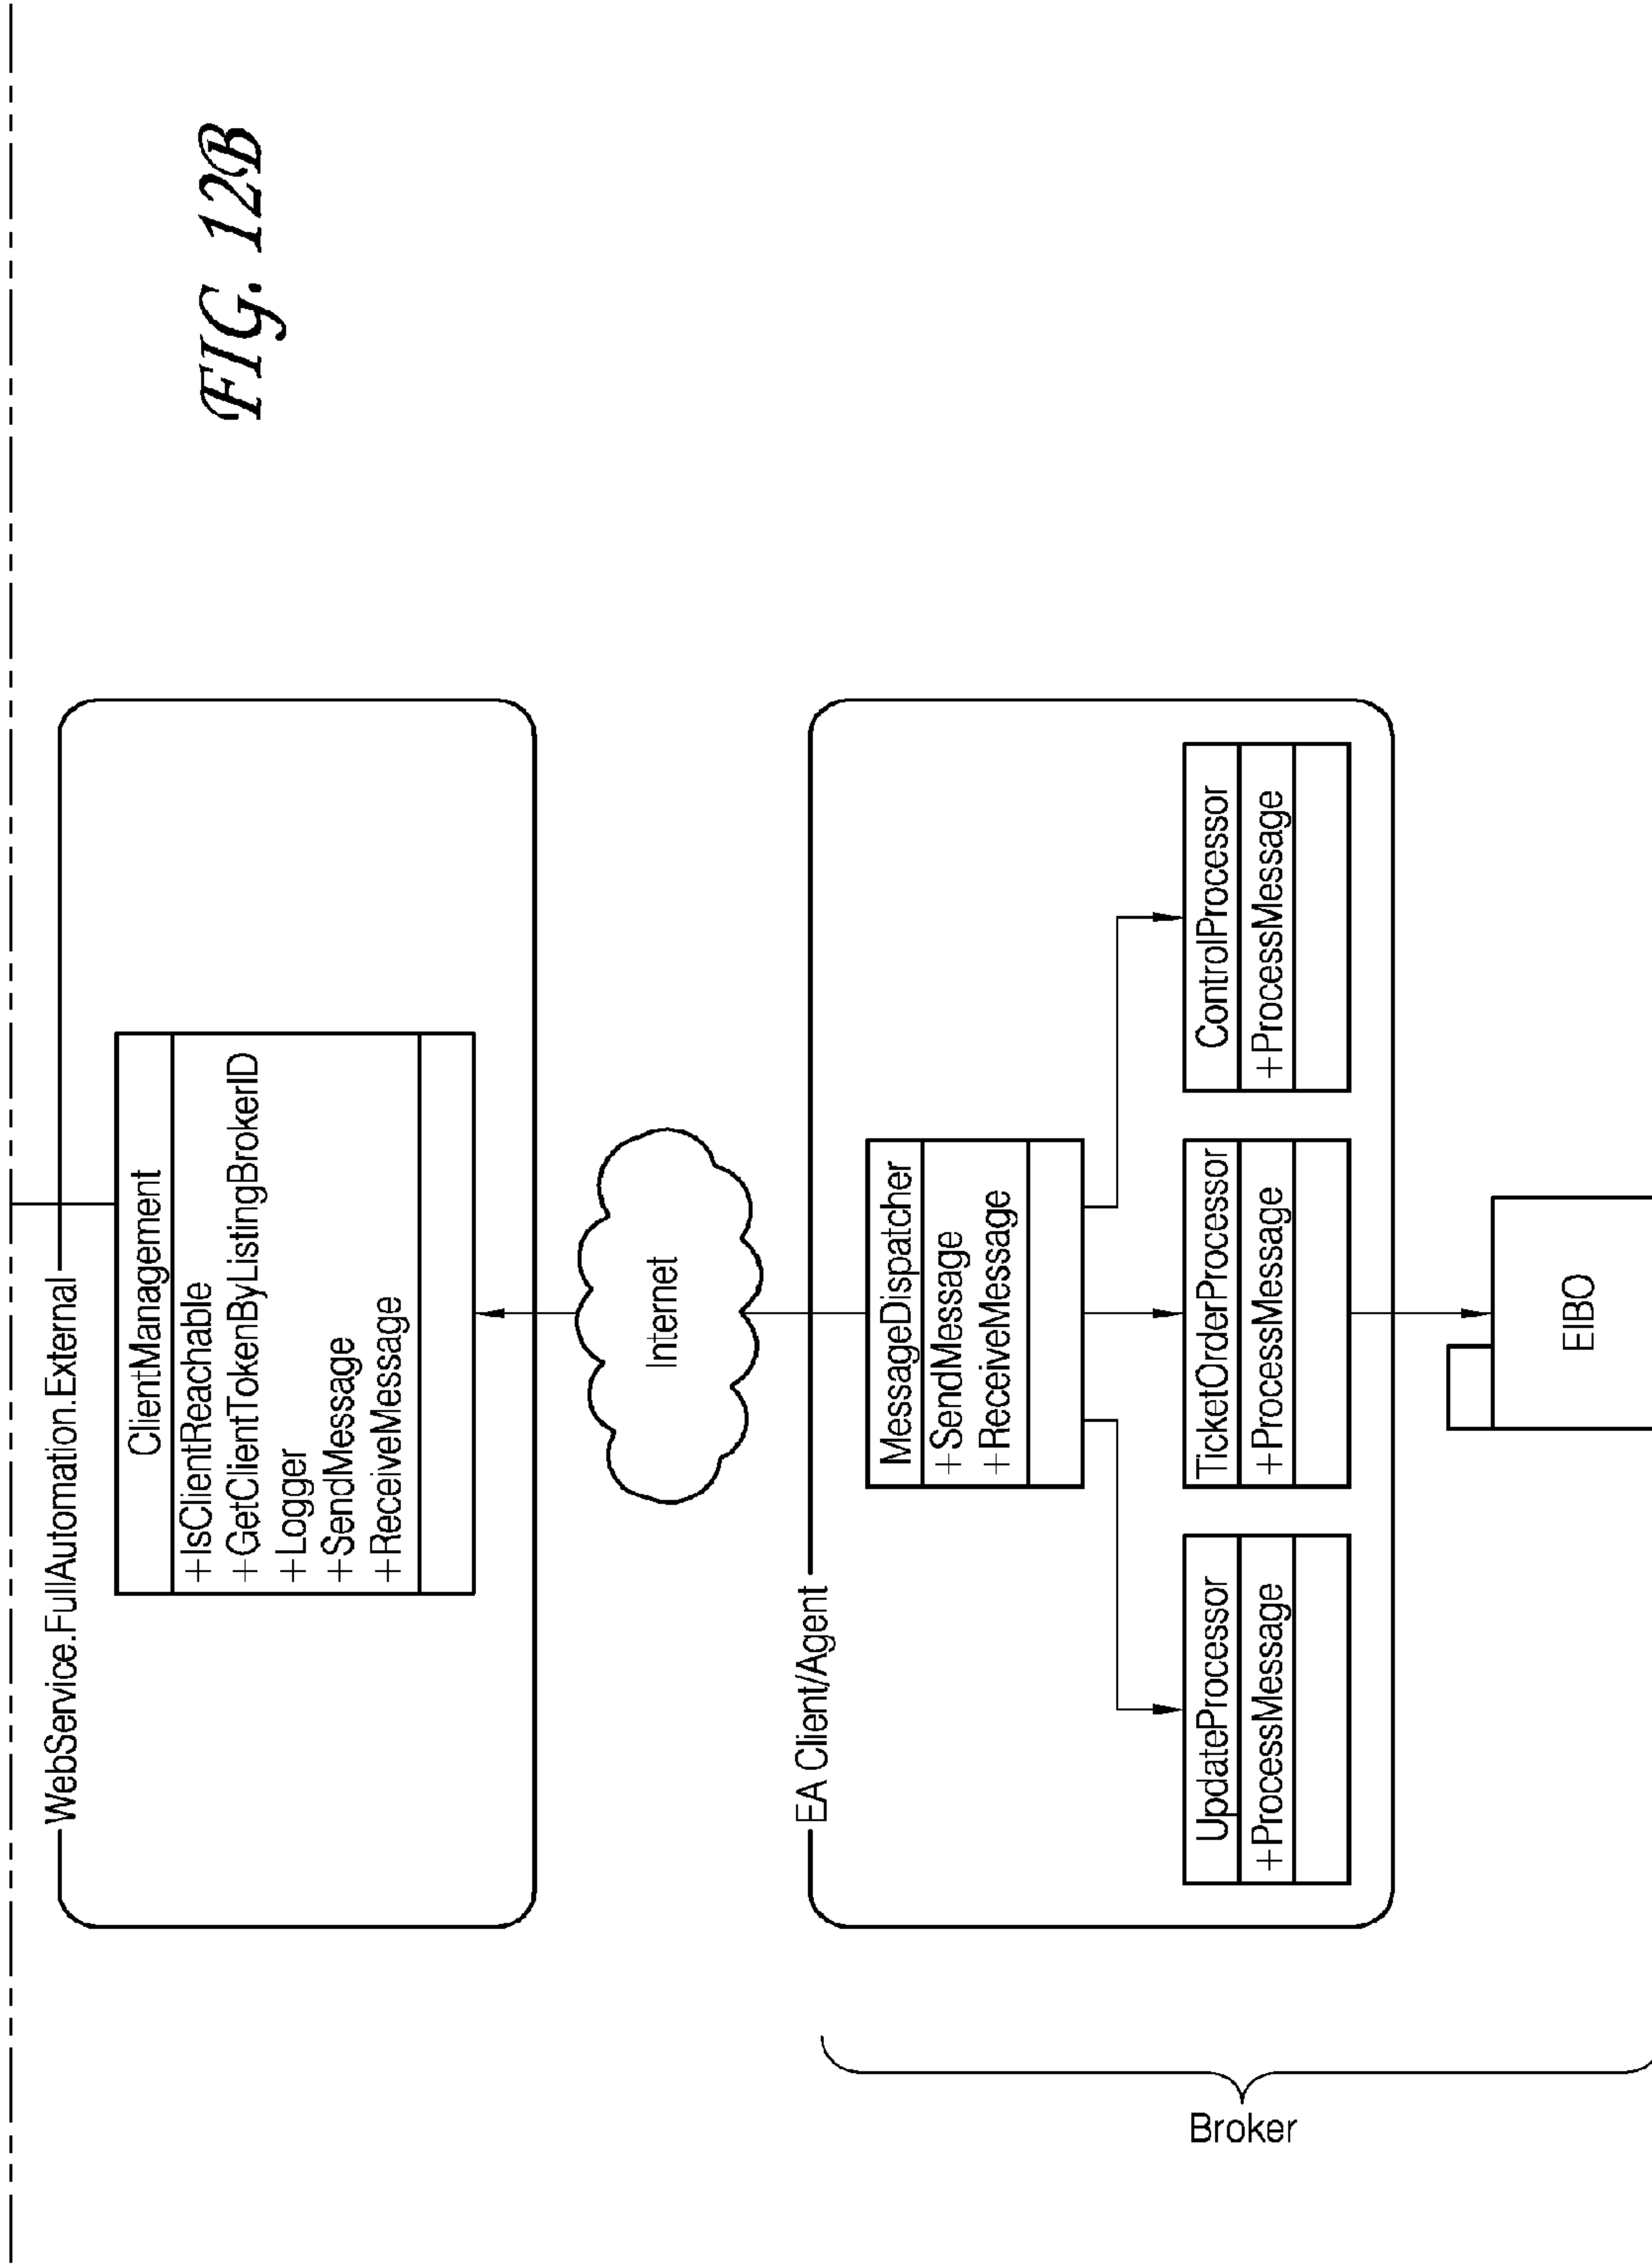 FIG. 12B
WebService.FullAutomation.External
ClientManagement
+IsClientReachable
+GetClientTokenByListingBrokerID
+Logger
+SendMessage
+ReceiveMessage
Internet
EA Client/Agent
MessageDispatcher
+SendMessage
+ReceiveMessage
UpdateProcessor
+ProcessMessage
TicketOrderProcessor
+ProcessMessage
ControlProcessor
+ProcessMessage
EIBO
Broker